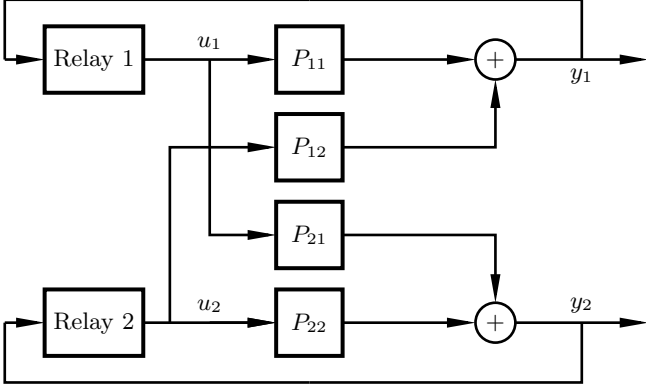 Relay 1 u₁ P₁₁ + y₁
P₁₂
P₂₁
Relay 2 u₂ P₂₂ + y₂